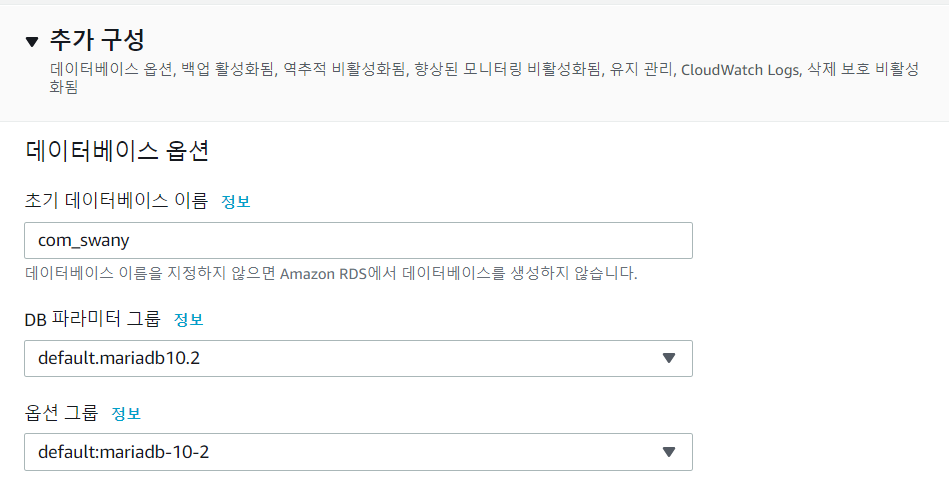 추가 구성
데이터베이스 옵션, 백업 활성화됨, 역추적 비활성화됨, 향상된 모니터링 비활성화됨, 유지 관리, CloudWatch Logs, 삭제 보호 비활성
화됨
데이터베이스 옵션
초기 데이터베이스 이름 정보
com_swany
데이터베이스 이름을 지정하지 않으면 Amazon RDS에서 데이터베이스를 생성하지 않습니다.
DB 파라미터 그룹 정보
default.mariadb10.2
옵션 그룹 정보
default:mariadb-10-2